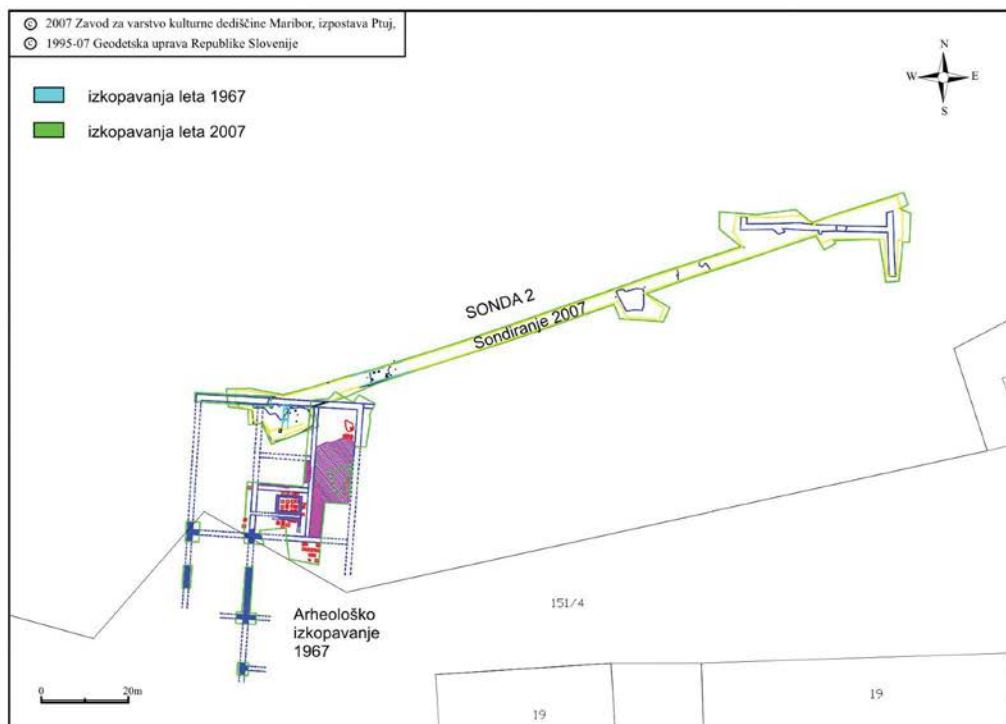 © 2007 Zavod za varstvo kulturne dediščine Maribor, izpostava Ptuj,
© 1995-07 Geodetska uprava Republike Slovenije
N
W E
S
izkopavanja leta 1967
izkopavanja leta 2007
SONDA 2
Sondiranje 2007
151/4
Arheološko
izkopavanje
1967
0 20m
19
19